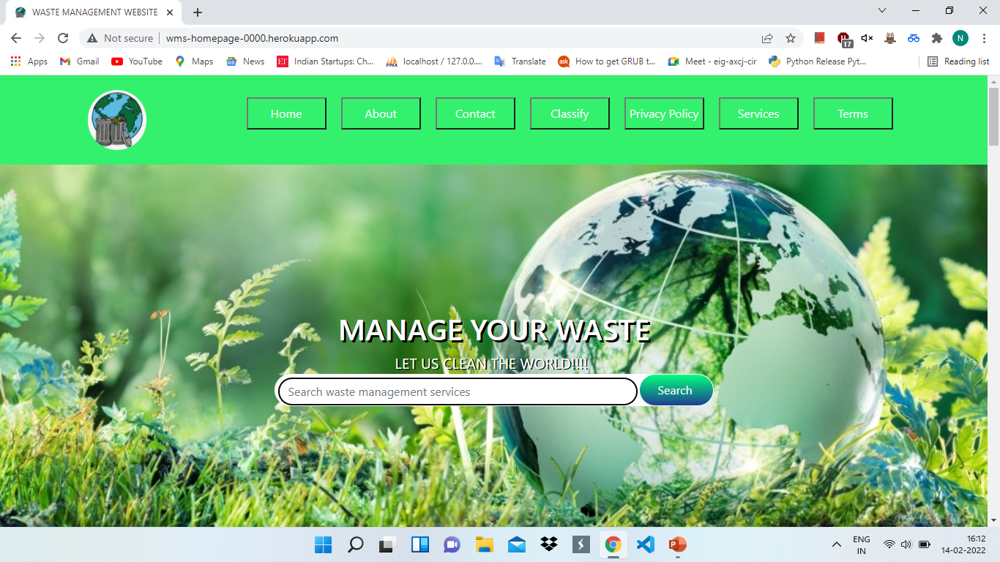 WASTE MANAGEMENT WEBSITE
Not secure wms-homepage-0000.herokuapp.com
17
N
Apps Gmail YouTube Maps News Indian Startups: Ch... localhost / 127.0.0.... Translate How to get GRUB t... Meet - eig-axcj-cir Python Release Pyt... Reading list
ET
PMA
ask
Home About Contact Classify Privacy Policy Services Terms
MANAGE YOUR WASTE
LET US CLEAN THE WORLD!!!!
Search waste management services Search
ENG
IN
16:12
14-02-2022